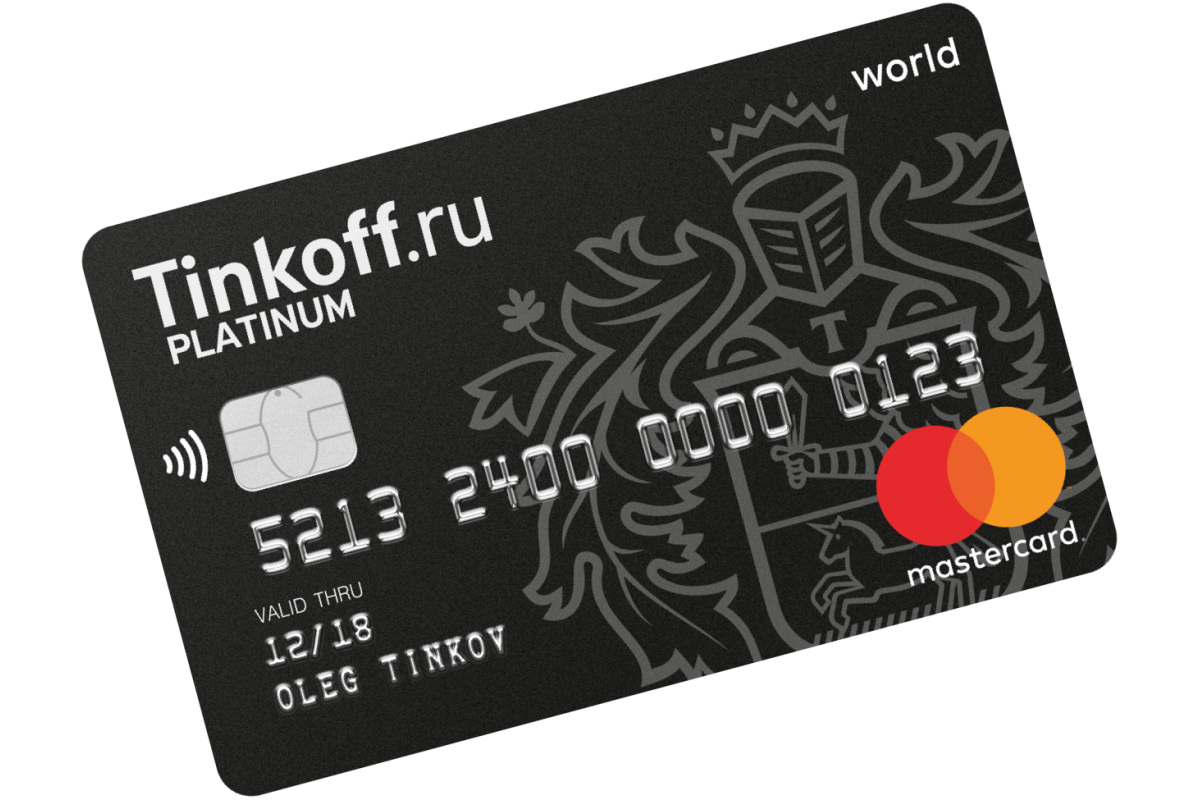 world
Tinkoff.ru
PLATINUM
T
5213 2400 0000 0123
VALID THRU
12/18
OLEG TINKOV
mastercard.